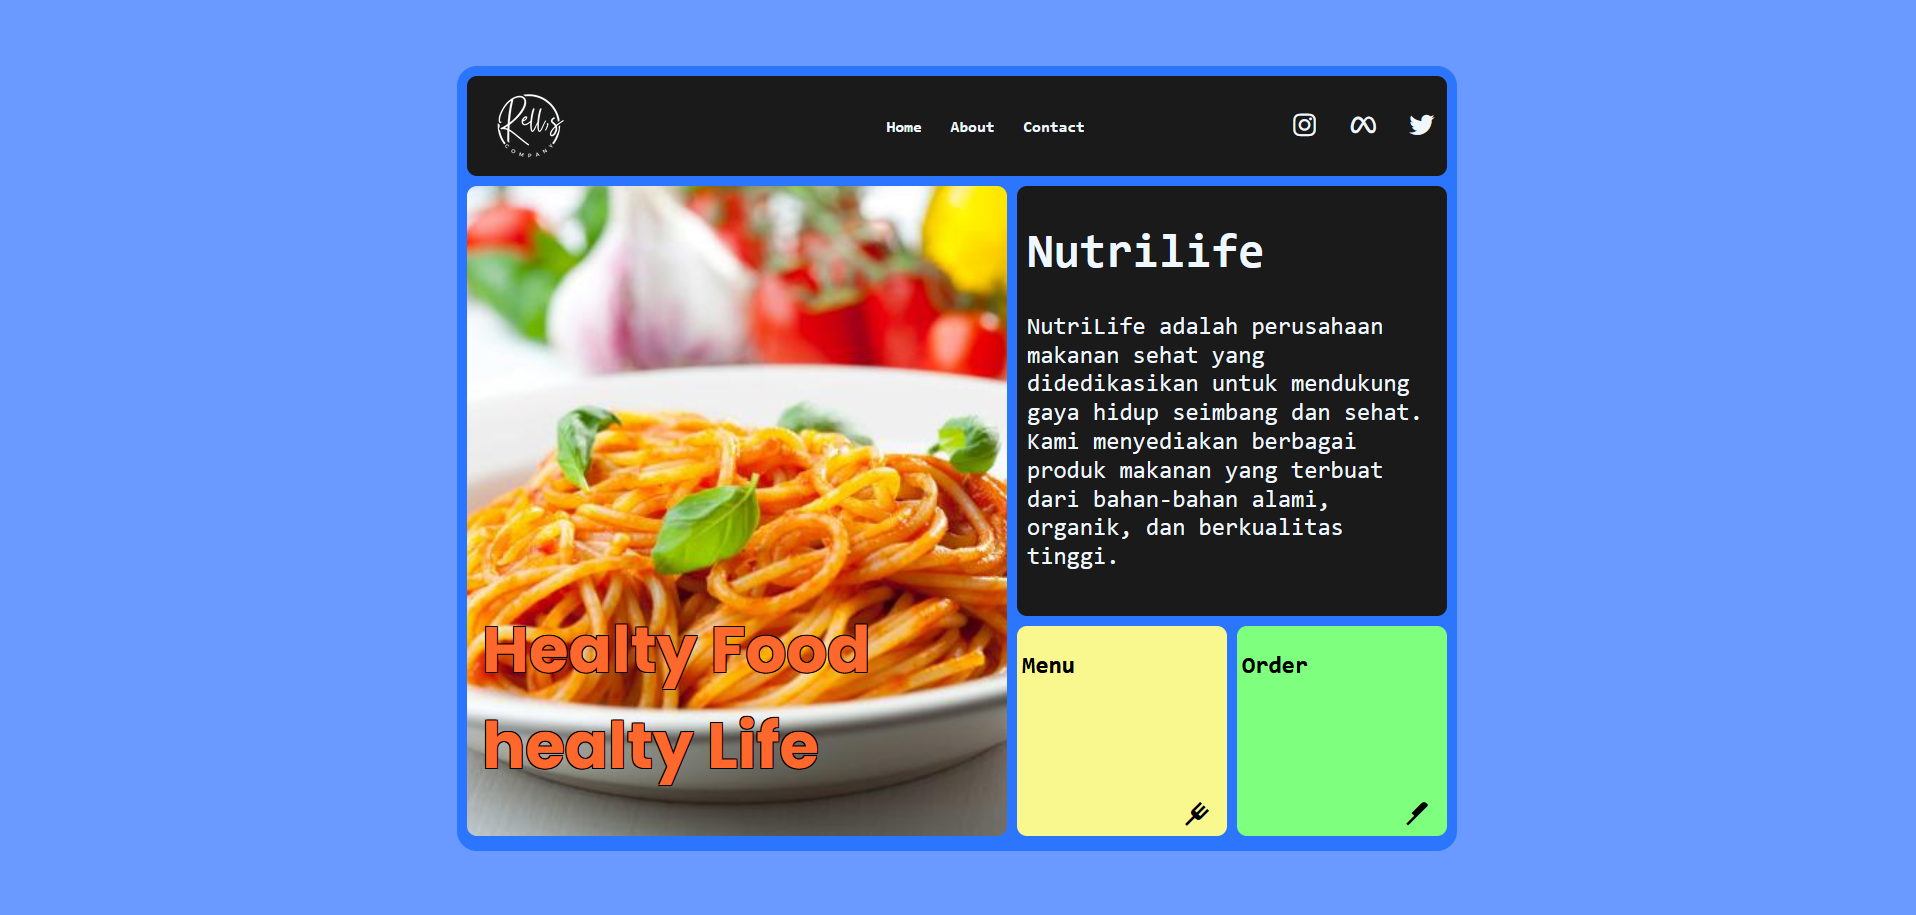 Rell's
COMPANY
Home About Contact
Nutrilife
NutriLife adalah perusahaan
makanan sehat yang
didedikasikan untuk mendukung
gaya hidup seimbang dan sehat.
Kami menyediakan berbagai
produk makanan yang terbuat
dari bahan-bahan alami,
organik, dan berkualitas
tinggi.
Healty Food
healty Life
Menu
Order